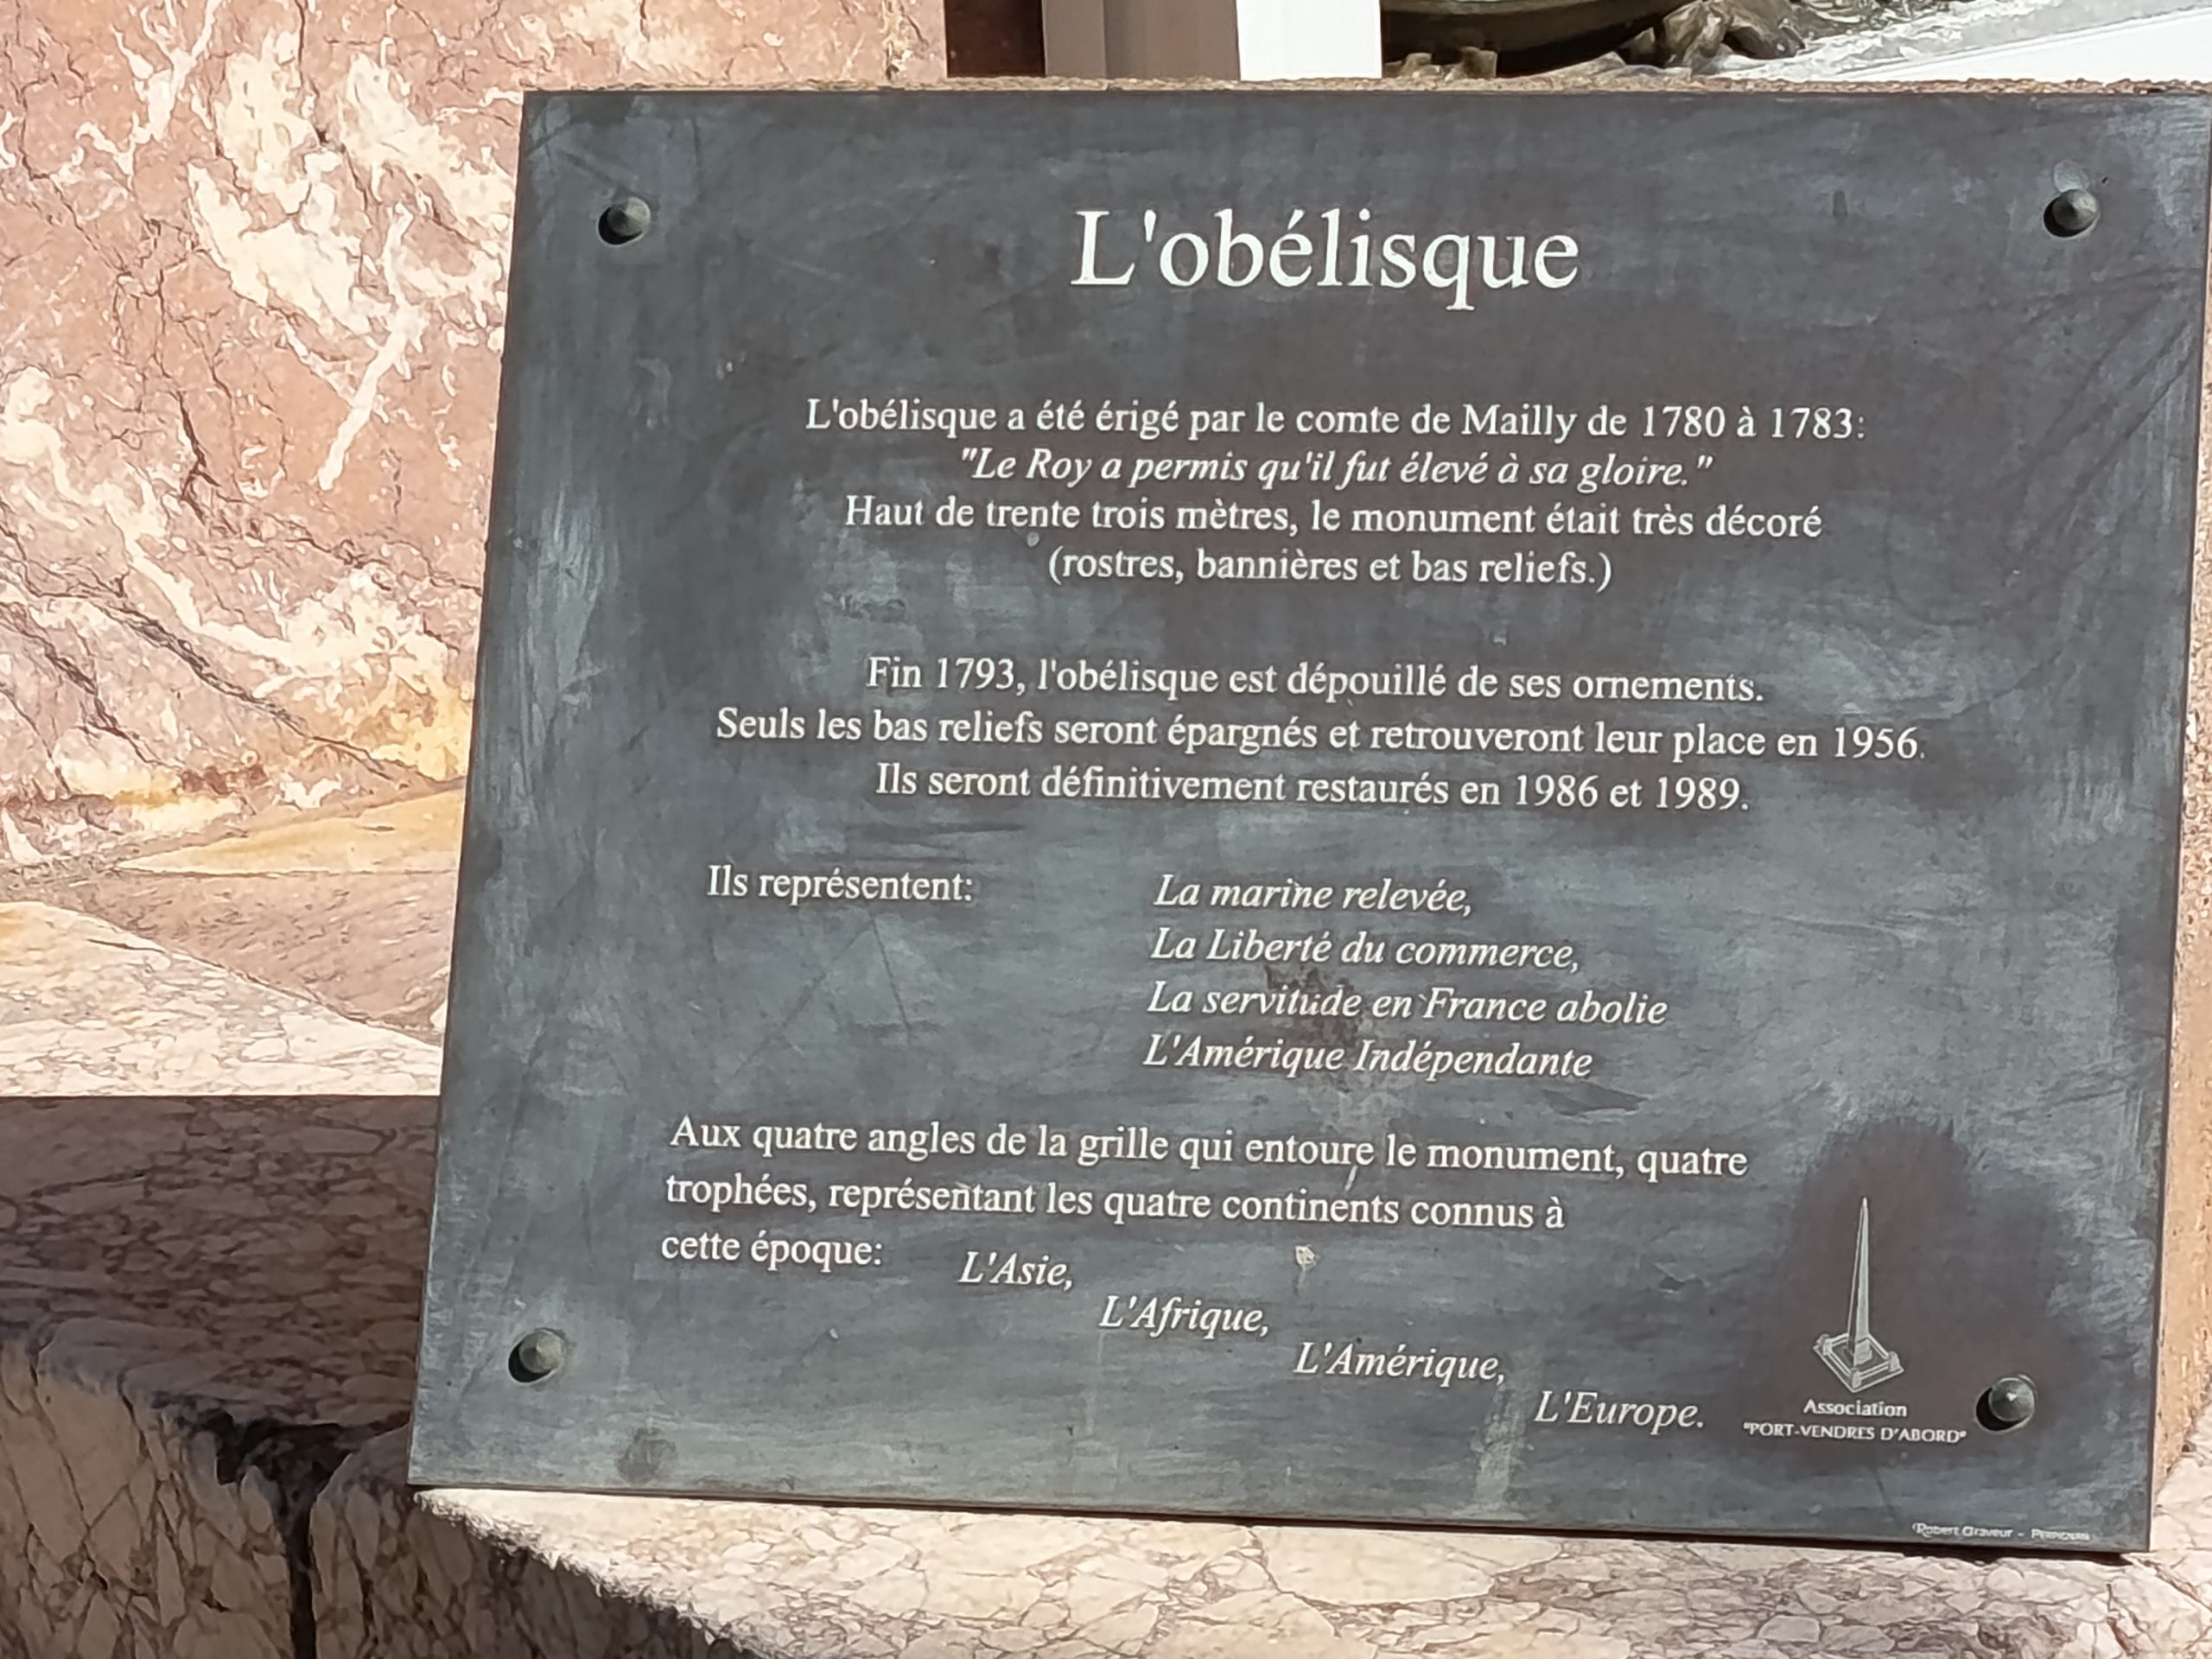 L'obélisque
L'obélisque a été érigé par le comte de Mailly de 1780 à 1783:
"Le Roy a permis qu'il fut élevé à sa gloire."
Haut de trente trois mètres, le monument était très décoré
(rostres, bannières et bas reliefs.)
Fin 1793, l'obélisque est dépouillé de ses ornements.
Seuls les bas reliefs seront épargnés et retrouveront leur place en 1956.
Ils seront définitivement restaurés en 1986 et 1989.
Ils représentent: La marine relevée,
La Liberté du commerce,
La servitude en France abolie
L'Amérique Indépendante
Aux quatre angles de la grille qui entoure le monument, quatre
trophées, représentant les quatre continents connus à
cette époque: L'Asie,
L'Afrique,
L'Amérique,
L'Europe.
Association
"PORT-VENDRES D'ABORD"
Robert Graveur - Perpignan